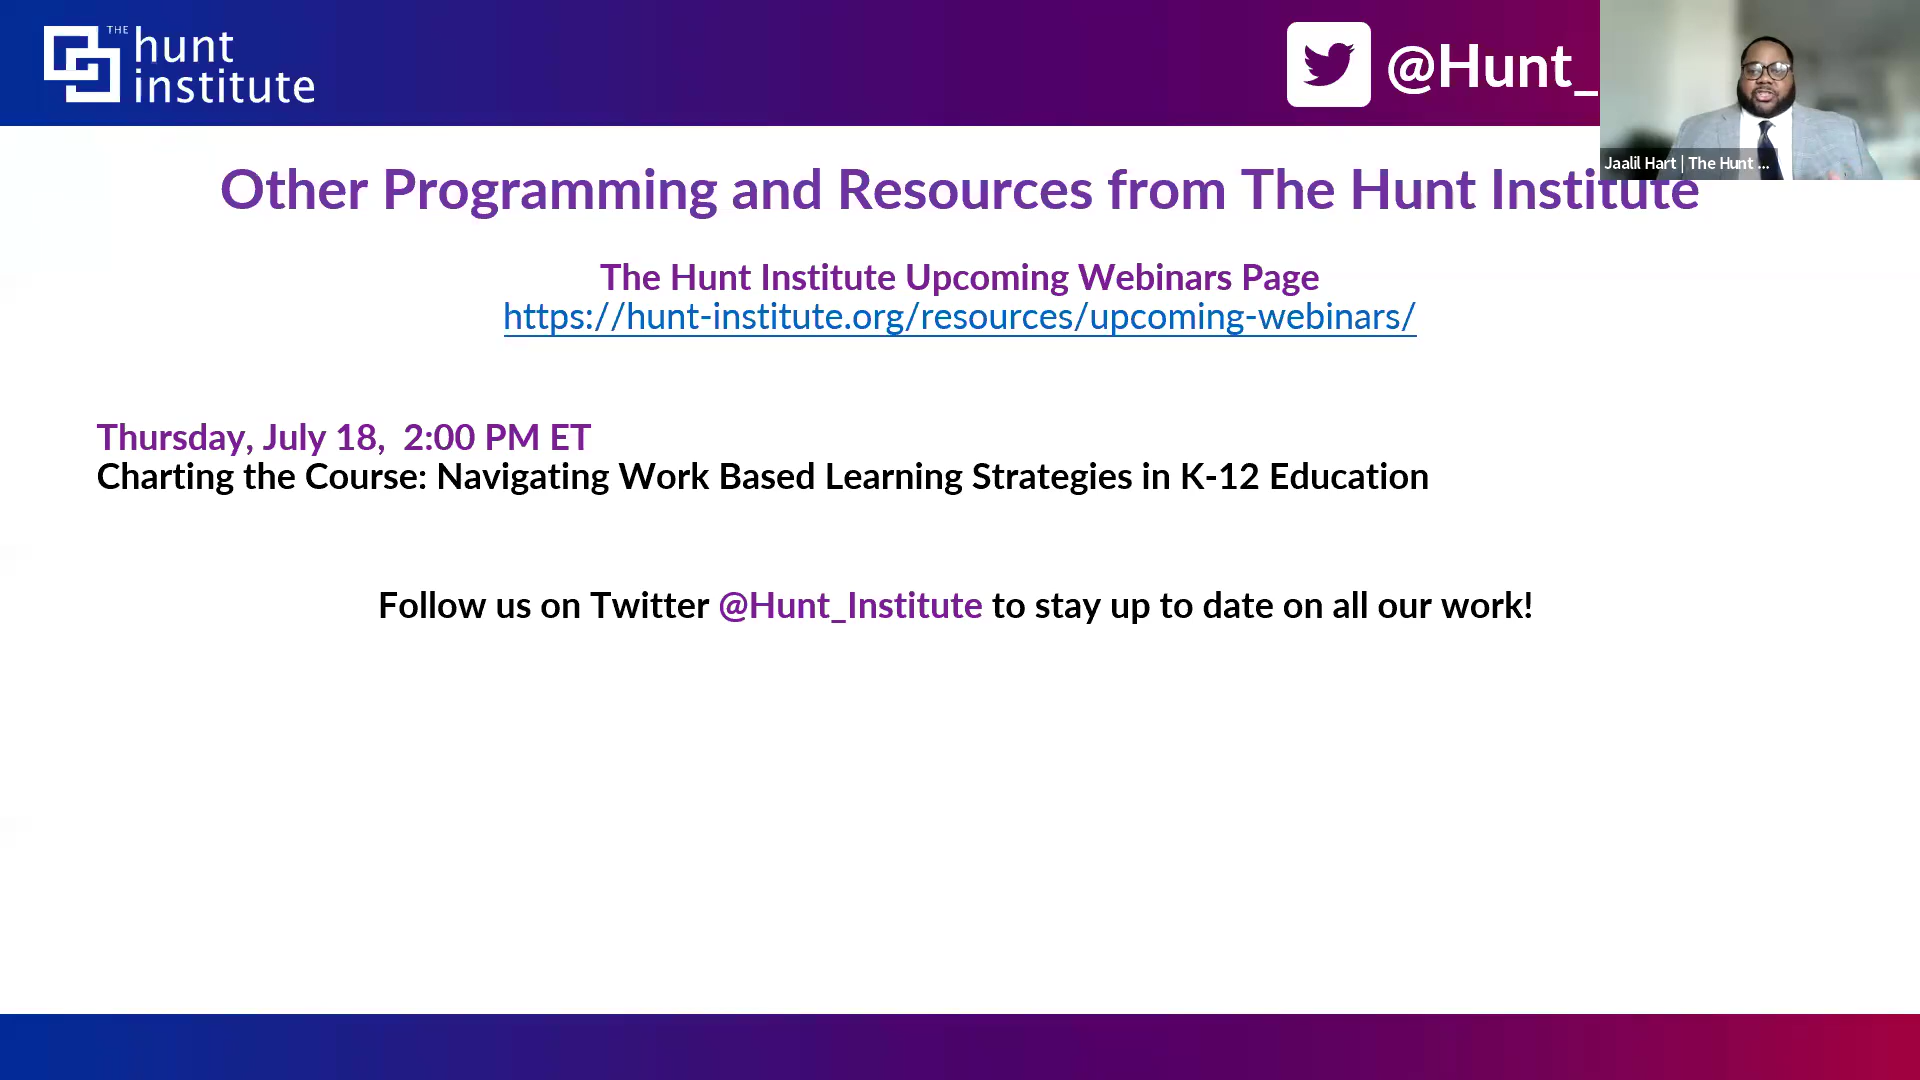 THE hunt
institute
@Hunt_
Jaalil Hart | The Hunt ...
Other Programming and Resources from The Hunt Institute
The Hunt Institute Upcoming Webinars Page
https://hunt-institute.org/resources/upcoming-webinars/
Thursday, July 18,  2:00 PM ET
Charting the Course: Navigating Work Based Learning Strategies in K-12 Education
Follow us on Twitter @Hunt_Institute to stay up to date on all our work!